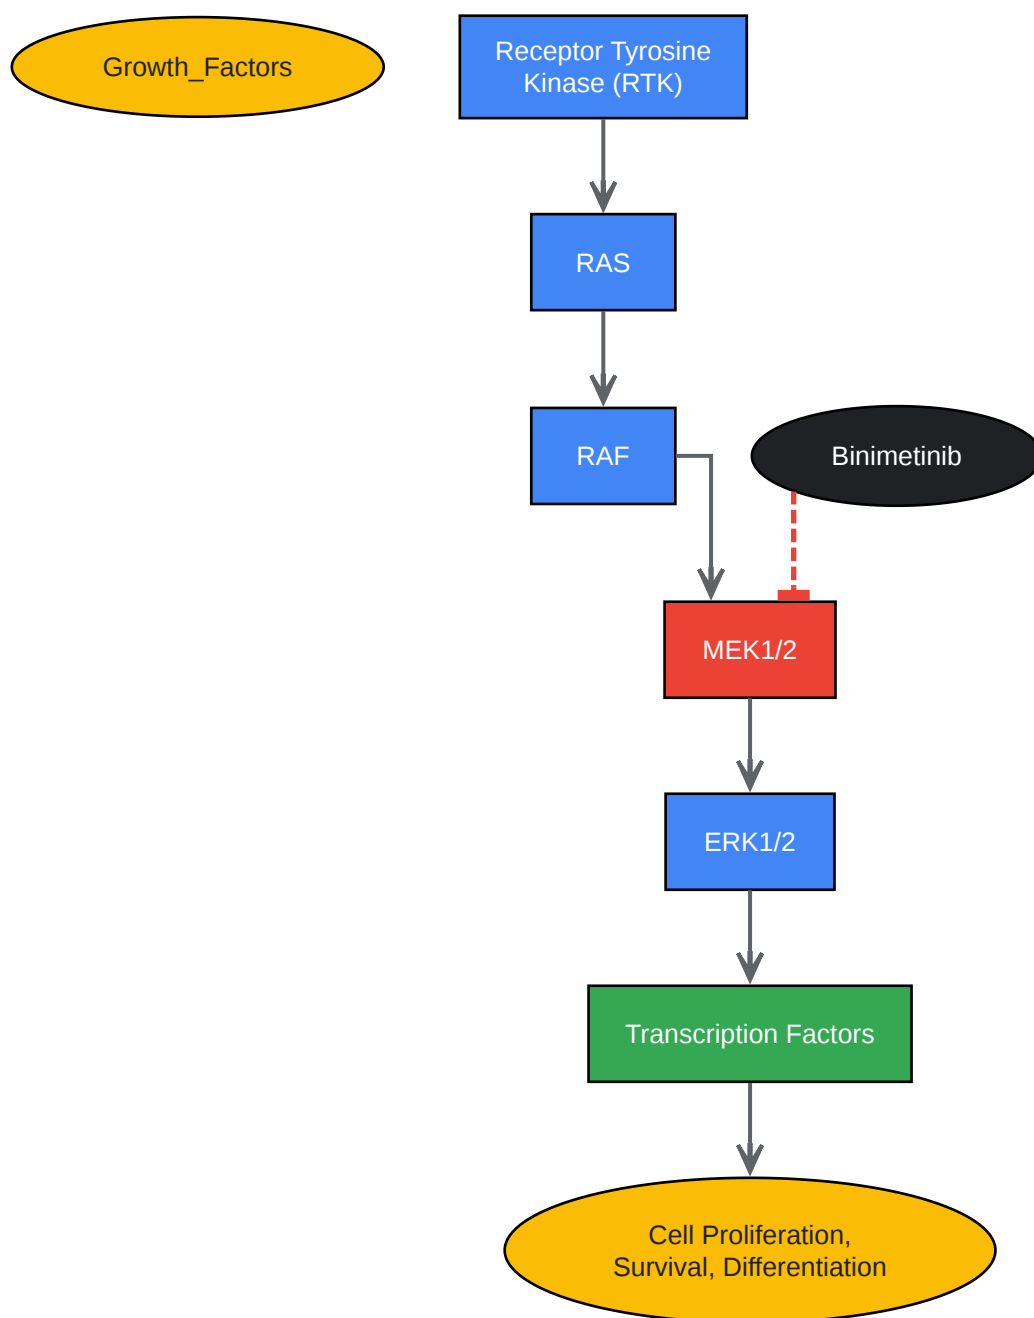 Growth_Factors
Receptor Tyrosine
Kinase (RTK)
RAS
RAF
Binimetinib
MEK1/2
ERK1/2
Transcription Factors
Cell Proliferation,
Survival, Differentiation